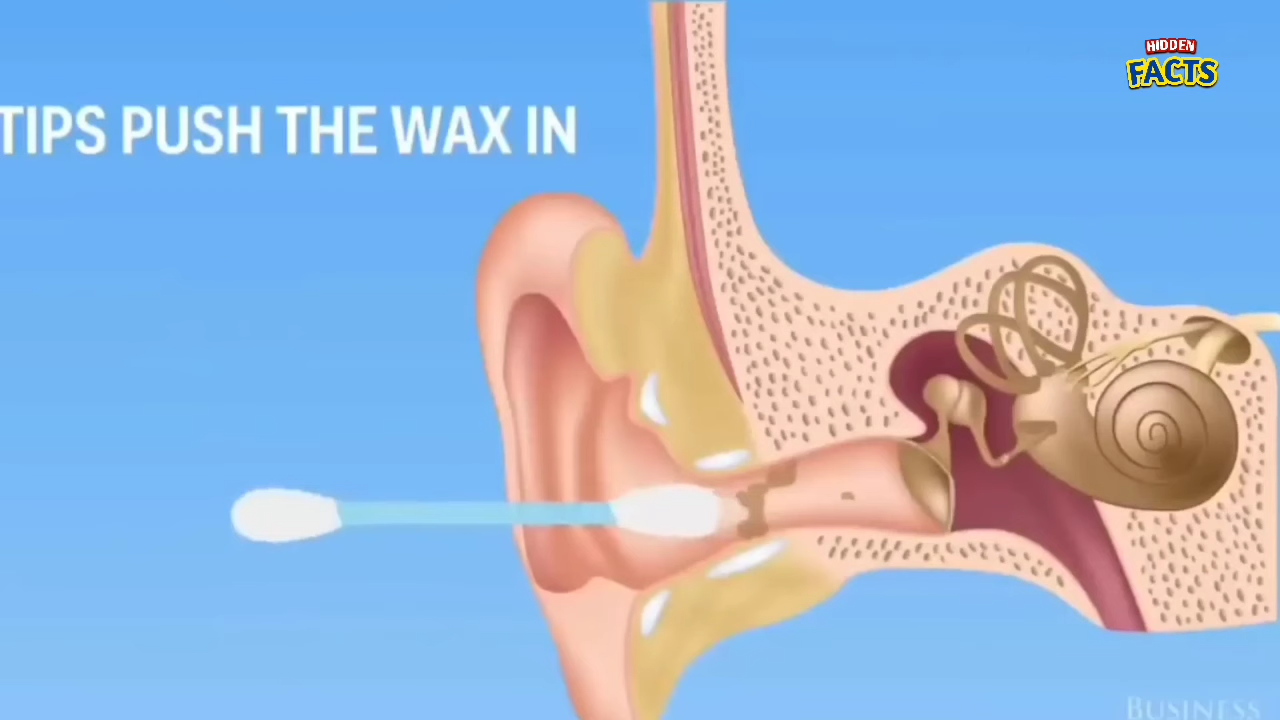 HIDDEN
FACTS
TIPS PUSH THE WAX IN
BUSINESS